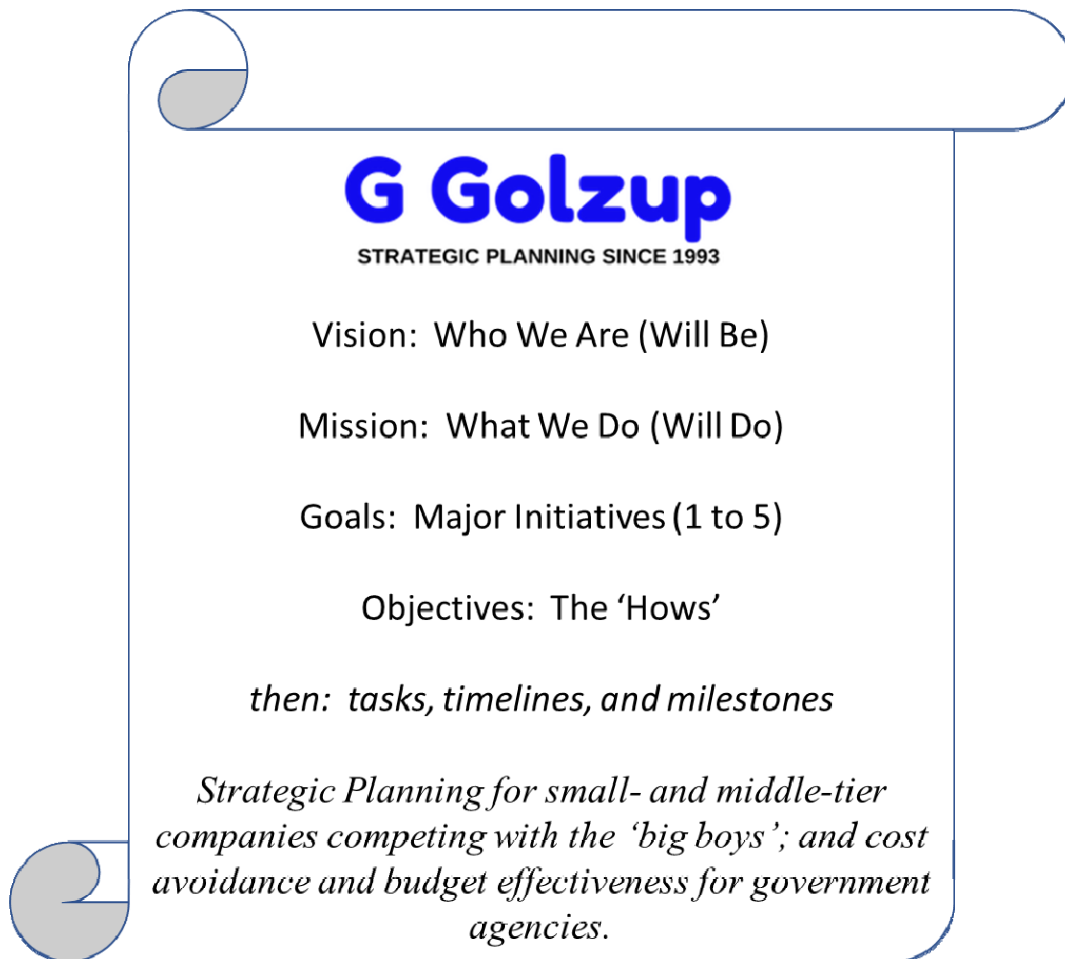 G Golzup
STRATEGIC PLANNING SINCE 1993
Vision: Who We Are (Will Be)
Mission: What We Do (Will Do)
Goals: Major Initiatives (1 to 5)
Objectives: The ‘Hows’
then: tasks, timelines, and milestones
Strategic Planning for small- and middle-tier
companies competing with the ‘big boys’; and cost
avoidance and budget effectiveness for government
agencies.